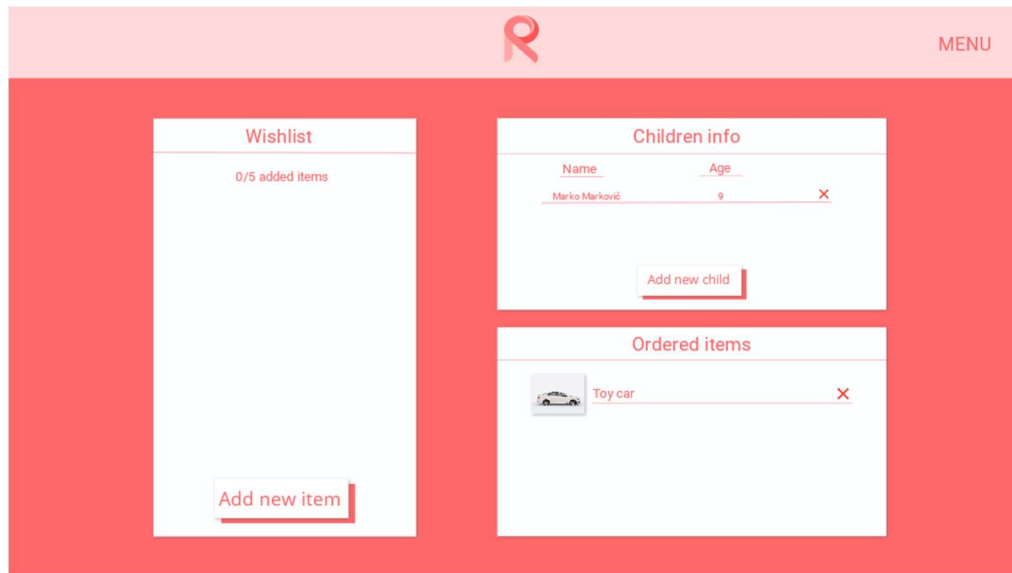 R
MENU
Wishlist
0/5 added items
Add new item
Children info
Name Age
Marko Marković 9
Add new child
Ordered items
Toy car